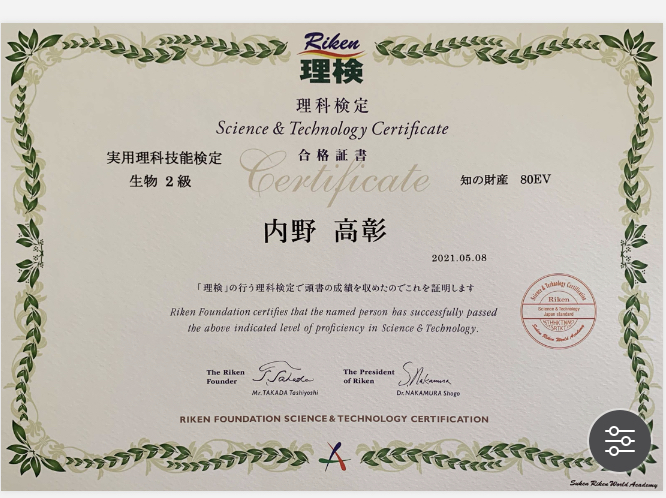 Riken
理検
理科検定
Science & Technology Certificate
実用理科技能検定
合格証書
生物 2級
Certificate
知の財産 80EV
内野 高彰
2021.05.08
「理検」の行う理科検定で頭書の成績を収めたのでこれを証明します
Riken Foundation certifies that the named person has successfully passed
the above indicated level of proficiency in Science & Technology.
Science & Technology Certification
Riken
Science & Technology
Japan standard
Suken Riken World Academy
The Riken
Founder
Mr.TAKADA Toshiyoshi
The President
of Riken
Dr.NAKAMURA Shogo
RIKEN FOUNDATION SCIENCE & TECHNOLOGY CERTIFICATION
Suken Riken World Academy